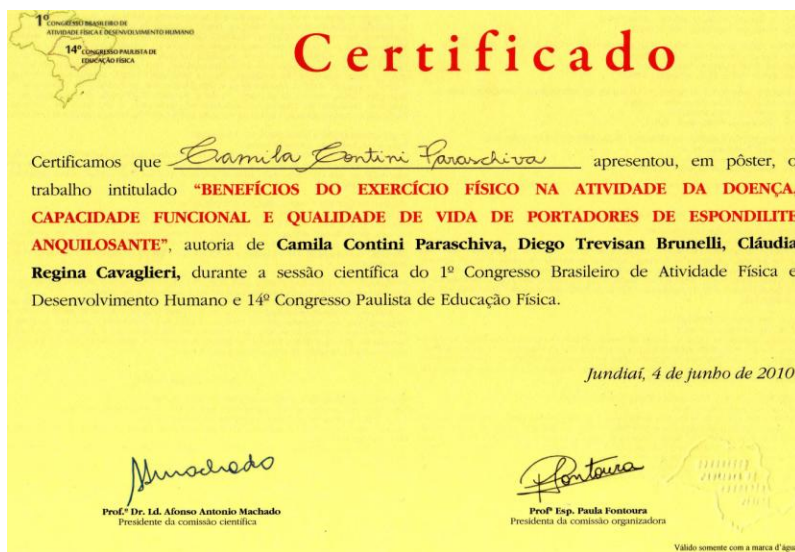 1º CONGRESSO BRASILEIRO DE
ATIVIDADE FÍSICA E DESENVOLVIMENTO HUMANO
14º CONGRESSO PAULISTA DE
EDUCAÇÃO FÍSICA
Certificado
Certificamos que Camila Contini Paraschiva apresentou, em pôster, o
trabalho intitulado “BENEFÍCIOS DO EXERCÍCIO FÍSICO NA ATIVIDADE DA DOENÇA,
CAPACIDADE FUNCIONAL E QUALIDADE DE VIDA DE PORTADORES DE ESPONDILITE
ANQUILOSANTE”, autoria de Camila Contini Paraschiva, Diego Trevisan Brunelli, Cláudia
Regina Cavaglieri, durante a sessão científica do 1º Congresso Brasileiro de Atividade Física e
Desenvolvimento Humano e 14º Congresso Paulista de Educação Física.
Jundiaí, 4 de junho de 2010
AMachado
PFontoura
Prof.º Dr. Ld. Afonso Antonio Machado
Presidente da comissão científica
Profª Esp. Paula Fontoura
Presidenta da comissão organizadora
Válido somente com a marca d'água